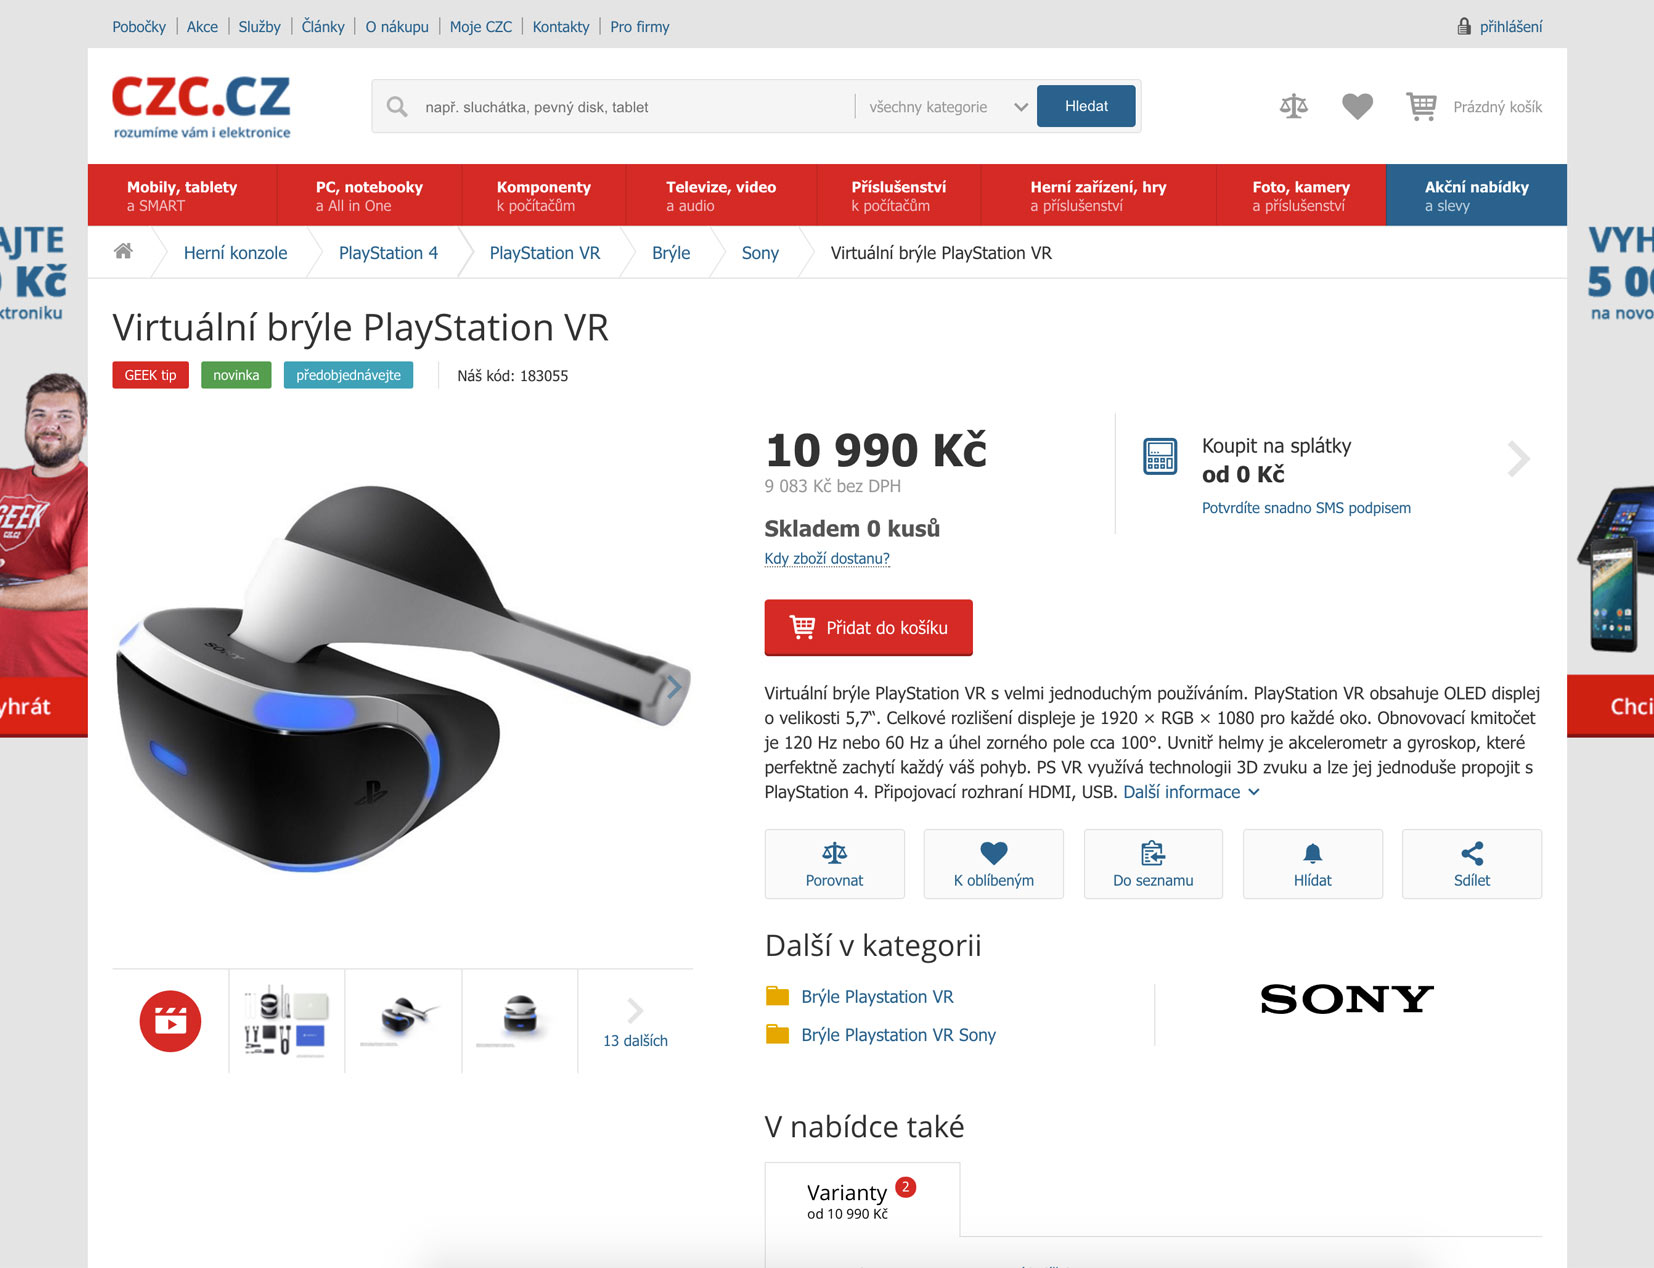 Pobočky | Akce | Služby | Články | O nákupu | Moje CZC | Kontakty | Pro firmy
přihlášení
CZC.CZ
rozumíme vám i elektronice
např. sluchátka, pevný disk, tablet
všechny kategorie
Hledat
Prázdný košík
Mobily, tablety
a SMART
PC, notebooky
a All in One
Komponenty
k počítačům
Televize, video
a audio
Příslušenství
k počítačům
Herní zařízení, hry
a příslušenství
Foto, kamery
a příslušenství
Akční nabídky
a slevy
Herní konzole
PlayStation 4
PlayStation VR
Brýle
Sony
Virtuální brýle PlayStation VR
AJTE
0 Kč
ktroniku
GEEK
yhrát
VYH
5 00
na novo
Chci
Virtuální brýle PlayStation VR
GEEK tip
novinka
předobjednávejte
Náš kód: 183055
SONY
10 990 Kč
9 083 Kč bez DPH
Skladem 0 kusů
Kdy zboží dostanu?
Koupit na splátky
od 0 Kč
Potvrdíte snadno SMS podpisem
Přidat do košíku
Virtuální brýle PlayStation VR s velmi jednoduchým používáním. PlayStation VR obsahuje OLED displej
o velikosti 5,7“. Celkové rozlišení displeje je 1920 × RGB × 1080 pro každé oko. Obnovovací kmitočet
je 120 Hz nebo 60 Hz a úhel zorného pole cca 100°. Uvnitř helmy je akcelerometr a gyroskop, které
perfektně zachytí každý váš pohyb. PS VR využívá technologii 3D zvuku a lze jej jednoduše propojit s
PlayStation 4. Připojovací rozhraní HDMI, USB. Další informace
Porovnat
K oblíbeným
Do seznamu
Hlídat
Sdílet
Další v kategorii
Brýle Playstation VR
Brýle Playstation VR Sony
SONY
13 dalších
V nabídce také
Varianty 2
od 10 990 Kč